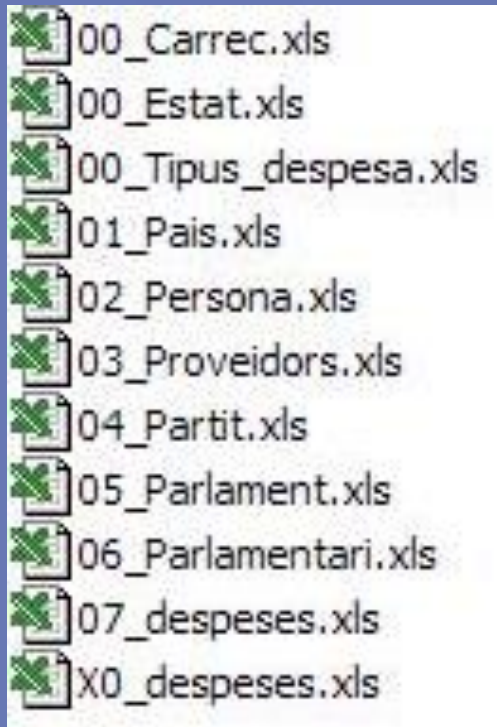 00_Carrec.xls
00_Estat.xls
00_Tipus_despesa.xls
01_Pais.xls
02_Persona.xls
03_Proveidors.xls
04_Partit.xls
05_Parlament.xls
06_Parlamentari.xls
07_despeses.xls
X0_despeses.xls